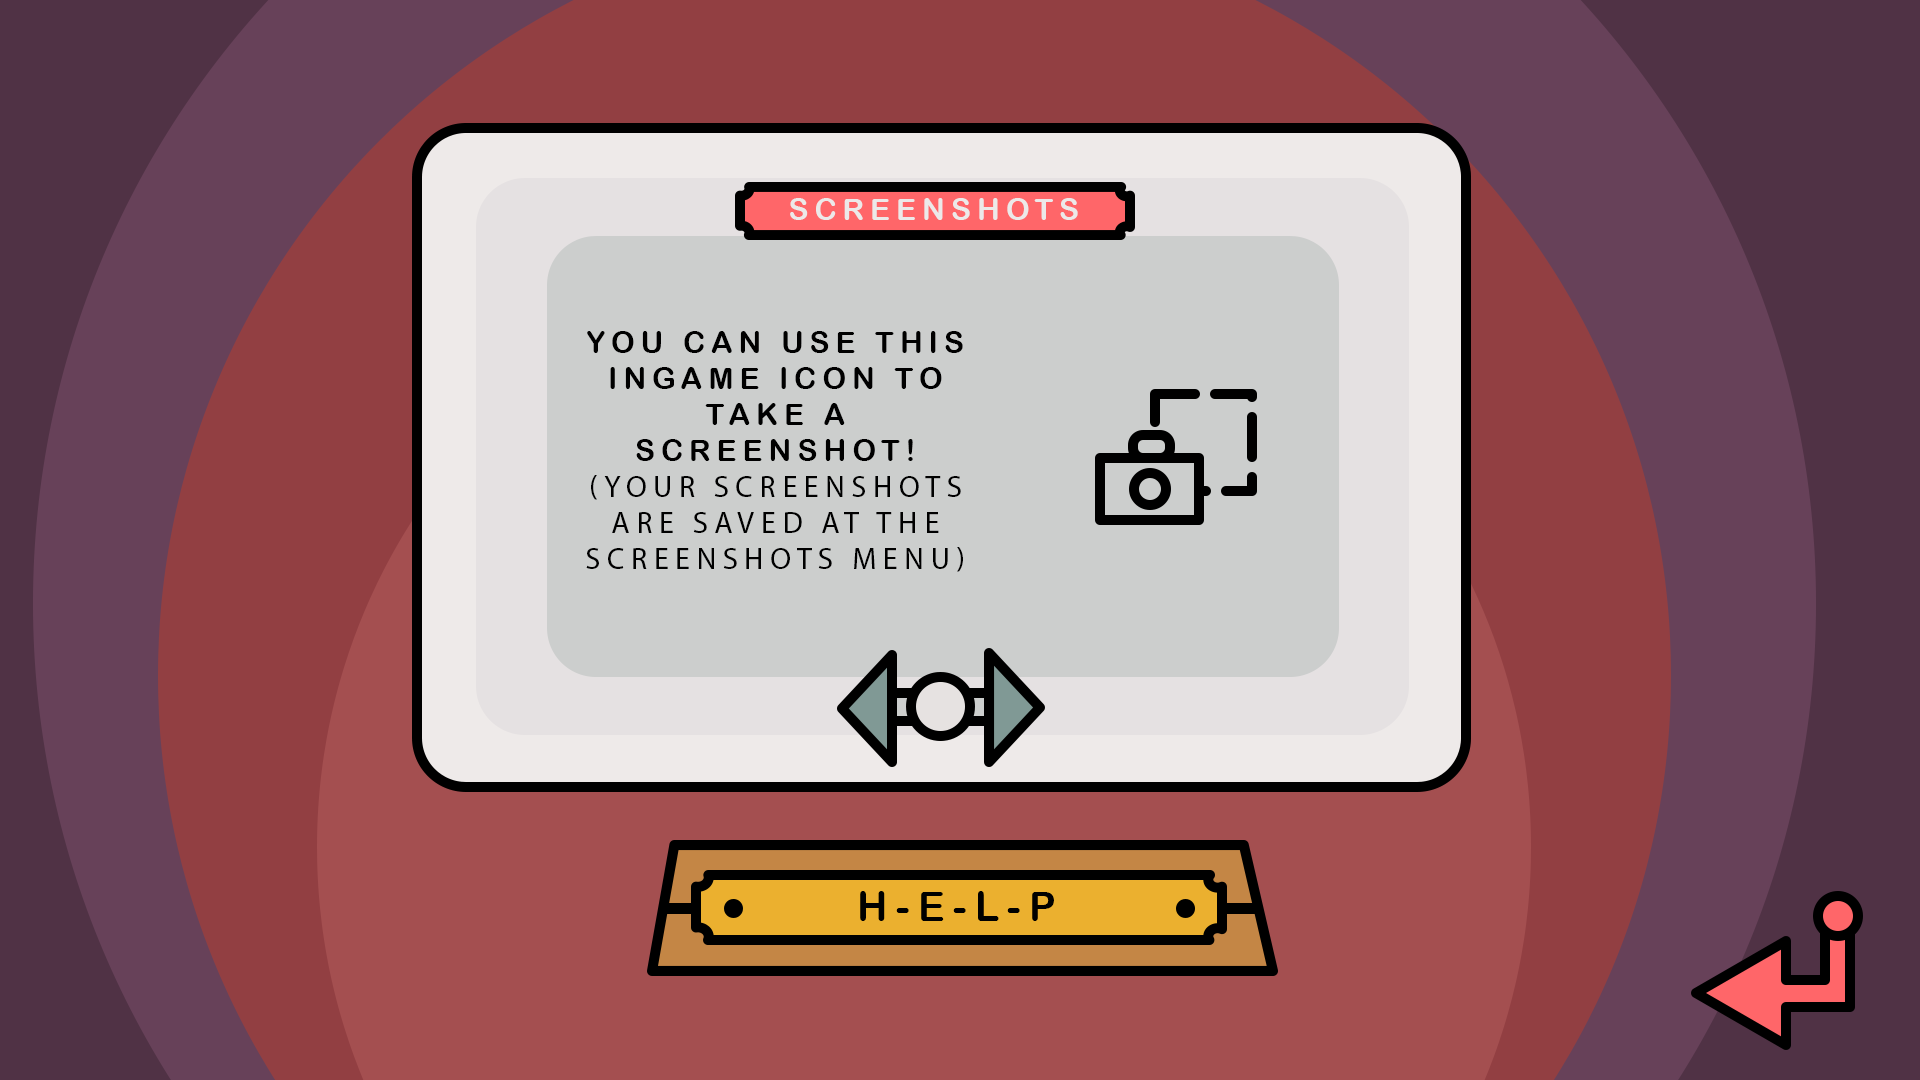 SCREENSHOTS
YOU CAN USE THIS
INGAME ICON TO
TAKE A
SCREENSHOT!
(YOUR SCREENSHOTS
ARE SAVED AT THE
SCREENSHOTS MENU)
H-E-L-P